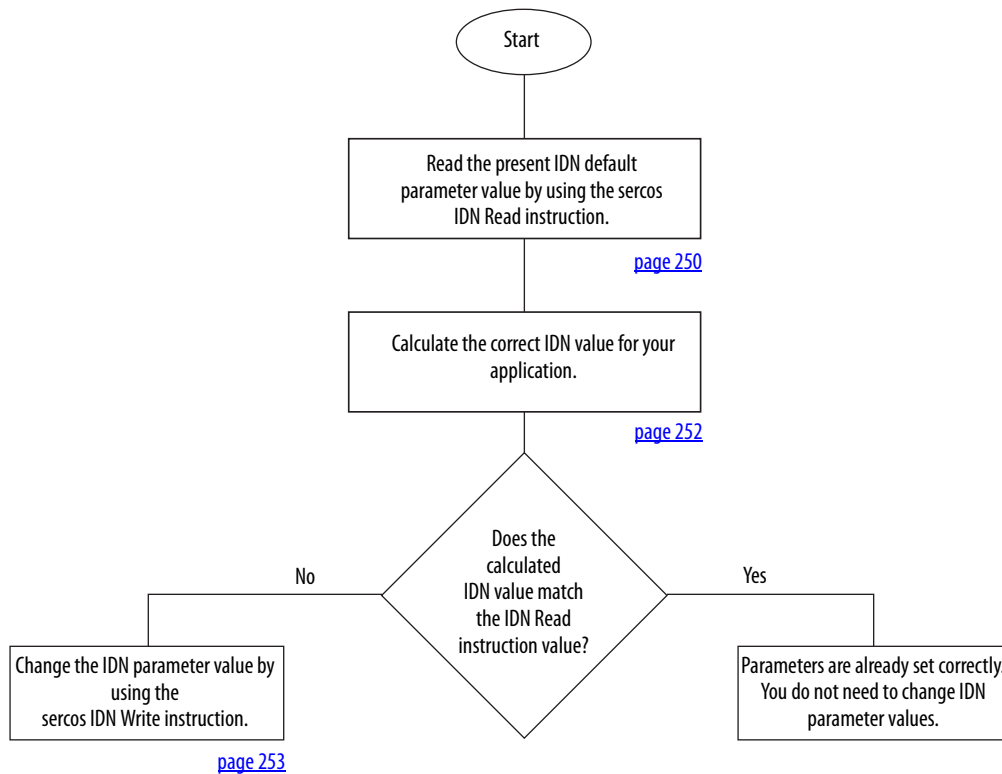 Start
Read the present IDN default
parameter value by using the sercos
IDN Read instruction.
page 250
Calculate the correct IDN value for your
application.
page 252
Does the
calculated
IDN value match
the IDN Read
instruction value?
No
Yes
Change the IDN parameter value by
using the
sercos IDN Write instruction.
page 253
Parameters are already set correctly.
You do not need to change IDN
parameter values.